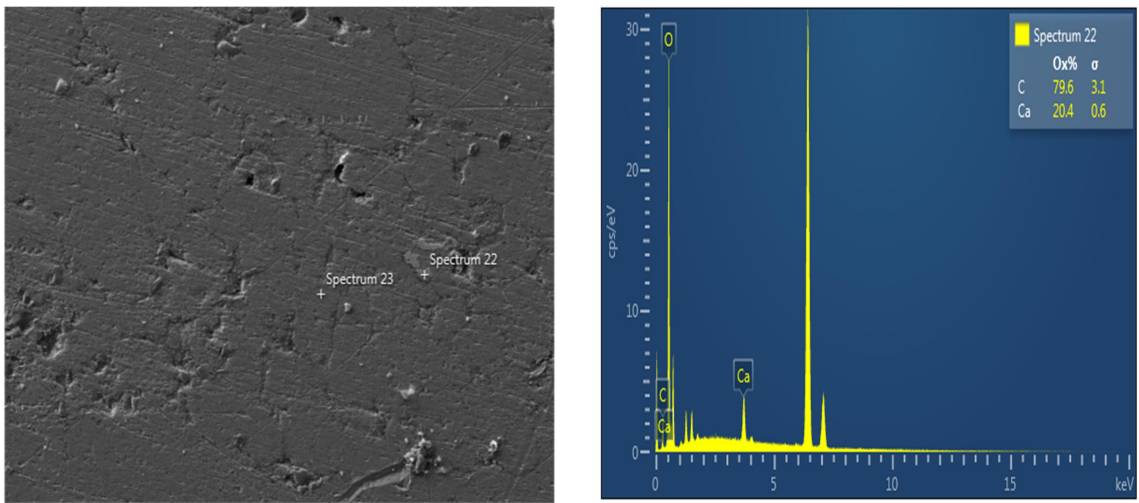 Spectrum 22
Spectrum 23
Spectrum 22
Ox% σ
C 79.6 3.1
Ca 20.4 0.6
cps/eV
30
20
10
0
O
C
Ca
Ca
0 5 10 15 keV